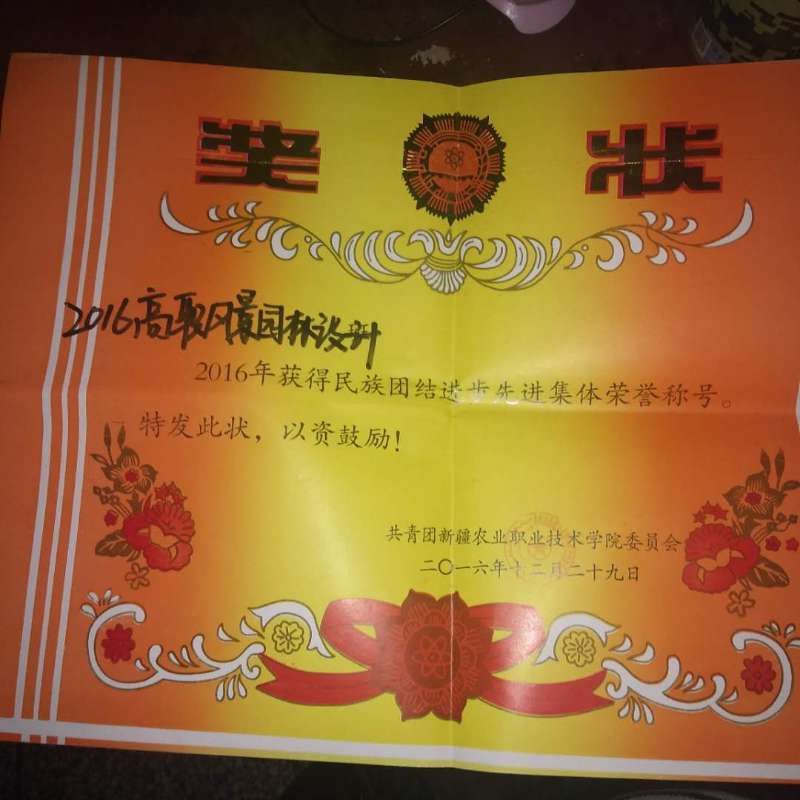 奖状
2016高职风景园林设计班
2016年获得民族团结进步先进集体荣誉称号。
特发此状，以资鼓励！
共青团新疆农业职业技术学院委员会
二〇一六年十二月二十九日